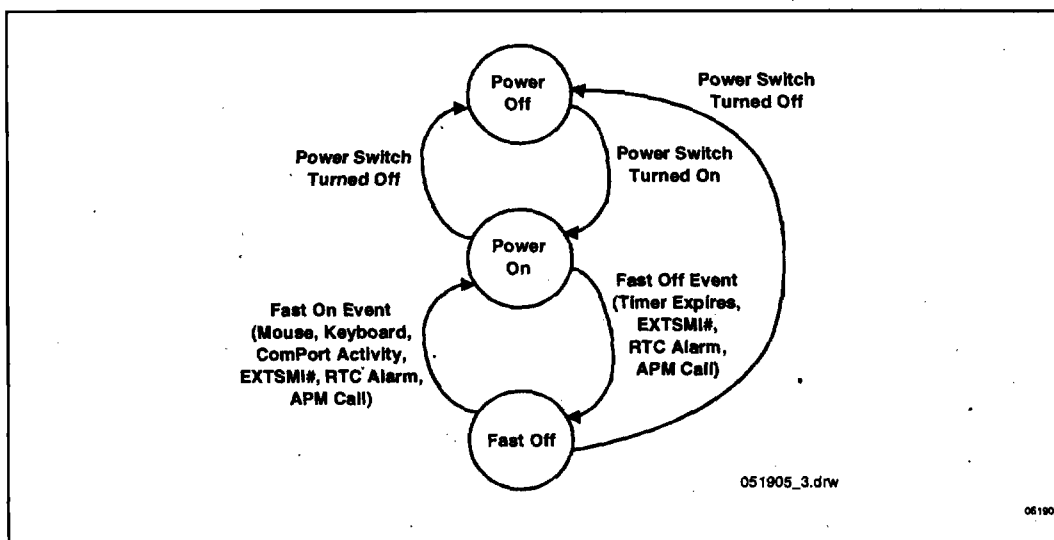 Power
Off
Power Switch
Turned Off
Power Switch
Turned Off
Power Switch
Turned On
Power
On
Fast On Event
(Mouse, Keyboard,
ComPort Activity,
EXTSMI#, RTC Alarm,
APM Call)
Fast Off Event
(Timer Expires,
EXTSMI#,
RTC Alarm,
APM Call)
Fast Off
051905_3.drw
05190